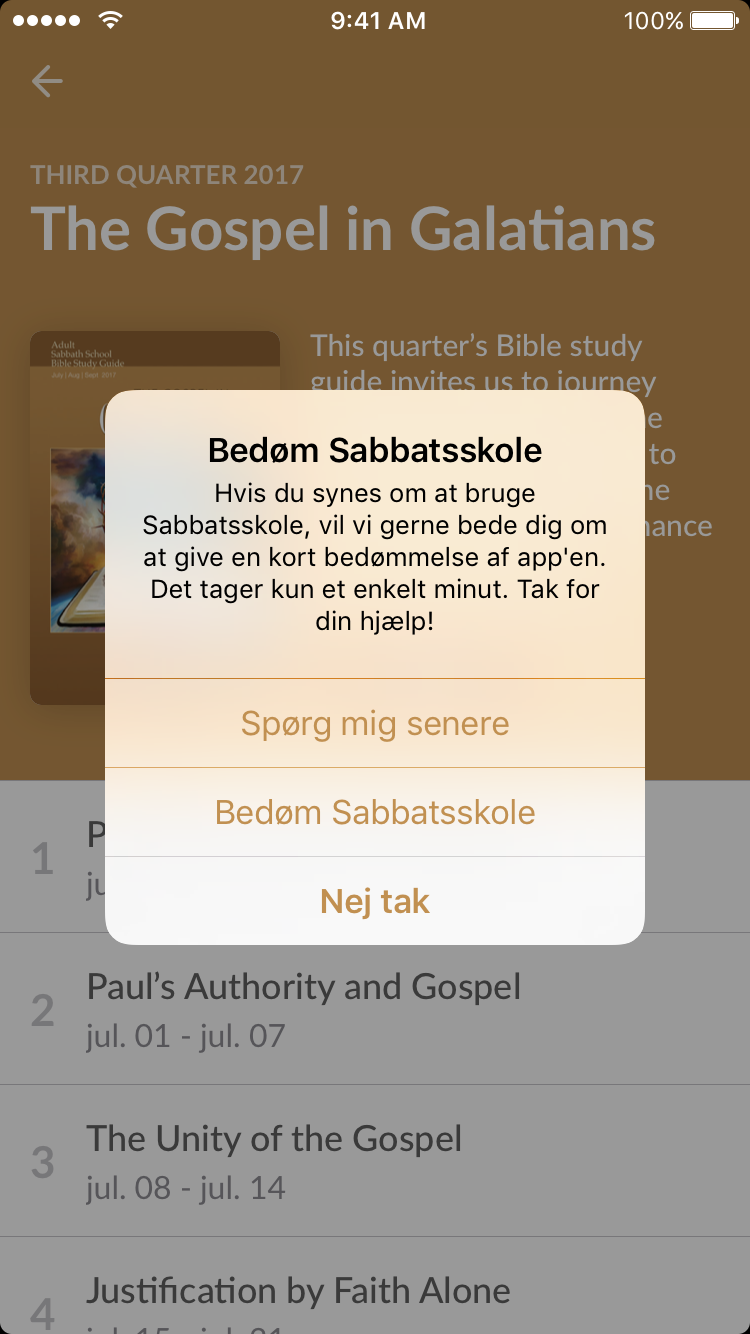 9:41 AM
100%
THIRD QUARTER 2017
The Gospel in Galatians
Adult
Sabbath School
Bible Study Guide
July | Aug | Sept 2017
This quarter’s Bible study
guide invites us to journey
to
Bedøm Sabbatsskole
Hvis du synes om at bruge
Sabbatsskole, vil vi gerne bede dig om
at give en kort bedømmelse af app'en.
Det tager kun et enkelt minut. Tak for
din hjælp!
Spørg mig senere
Bedøm Sabbatsskole
Nej tak
1
2
Paul’s Authority and Gospel
jul. 01 - jul. 07
3
The Unity of the Gospel
jul. 08 - jul. 14
4
Justification by Faith Alone